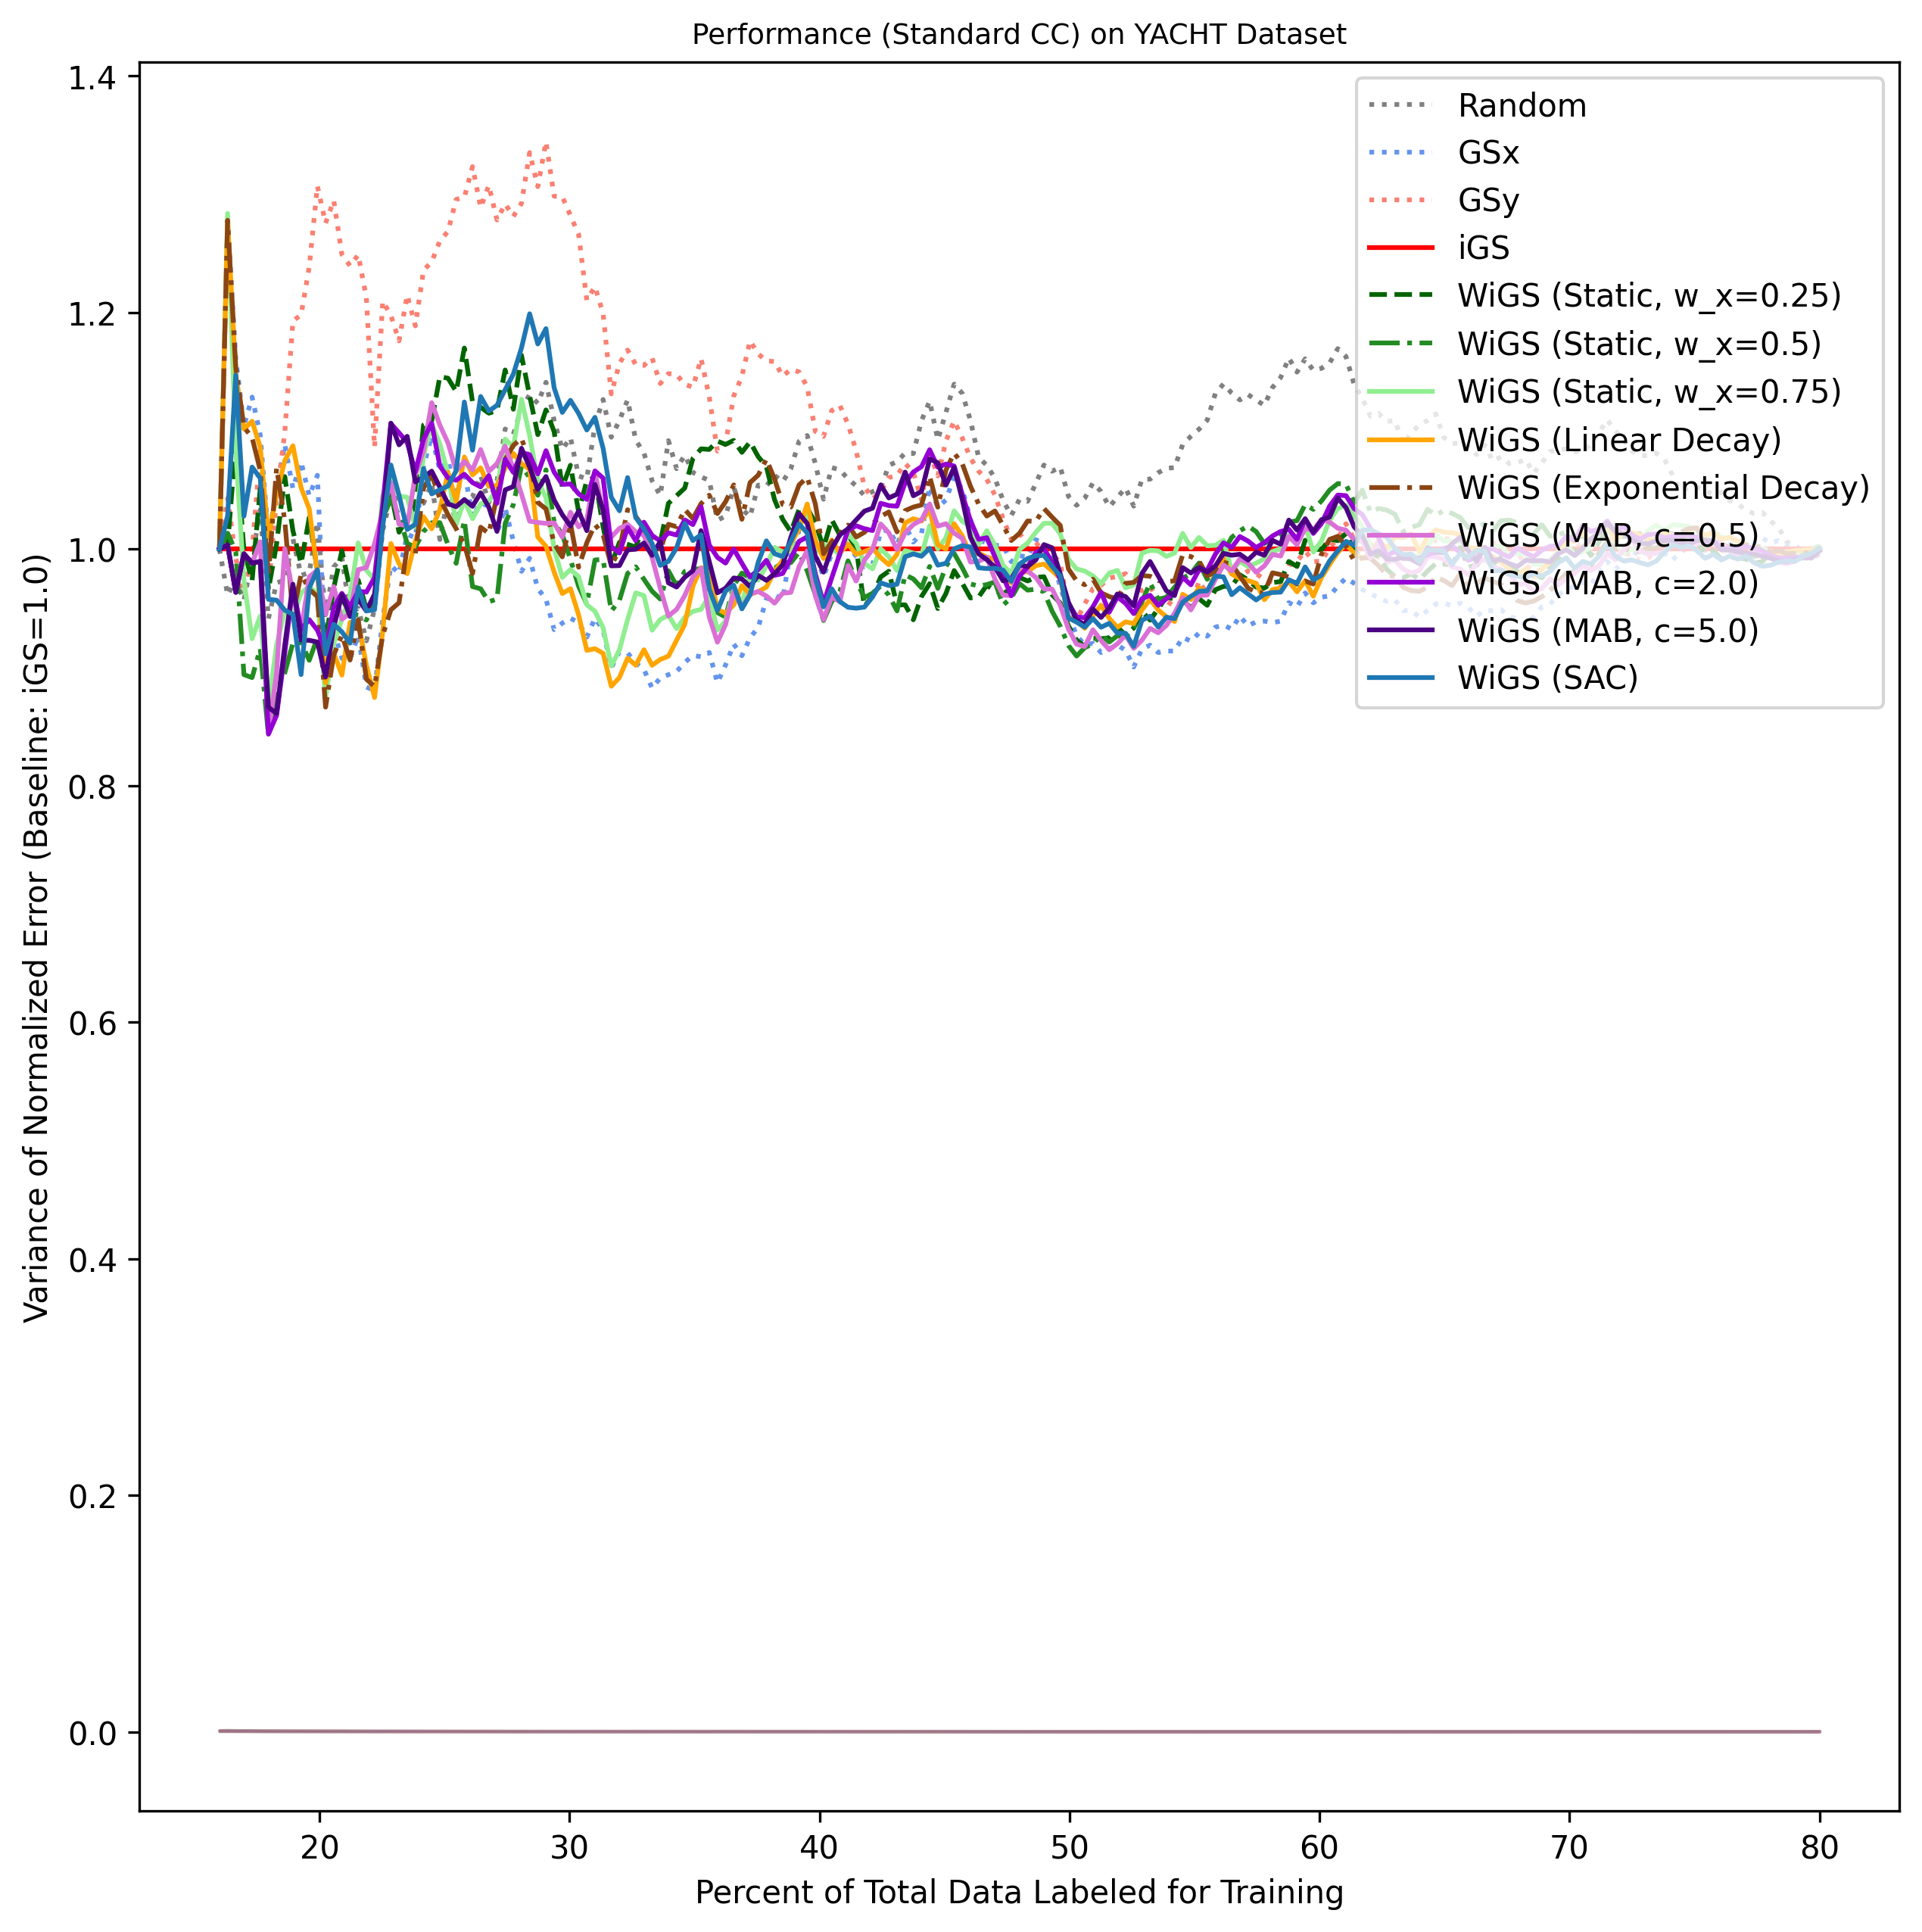 Performance (Standard CC) on YACHT Dataset
Variance of Normalized Error (Baseline: iGS=1.0)
1.4
1.2
1.0
0.8
0.6
0.4
0.2
0.0
Random
GSx
GSy
iGS
WiGS (Static, w_x=0.25)
WiGS (Static, w_x=0.5)
WiGS (Static, w_x=0.75)
WiGS (Linear Decay)
WiGS (Exponential Decay)
WiGS (MAB, c=0.5)
WiGS (MAB, c=2.0)
WiGS (MAB, c=5.0)
WiGS (SAC)
20 30 40 50 60 70 80
Percent of Total Data Labeled for Training